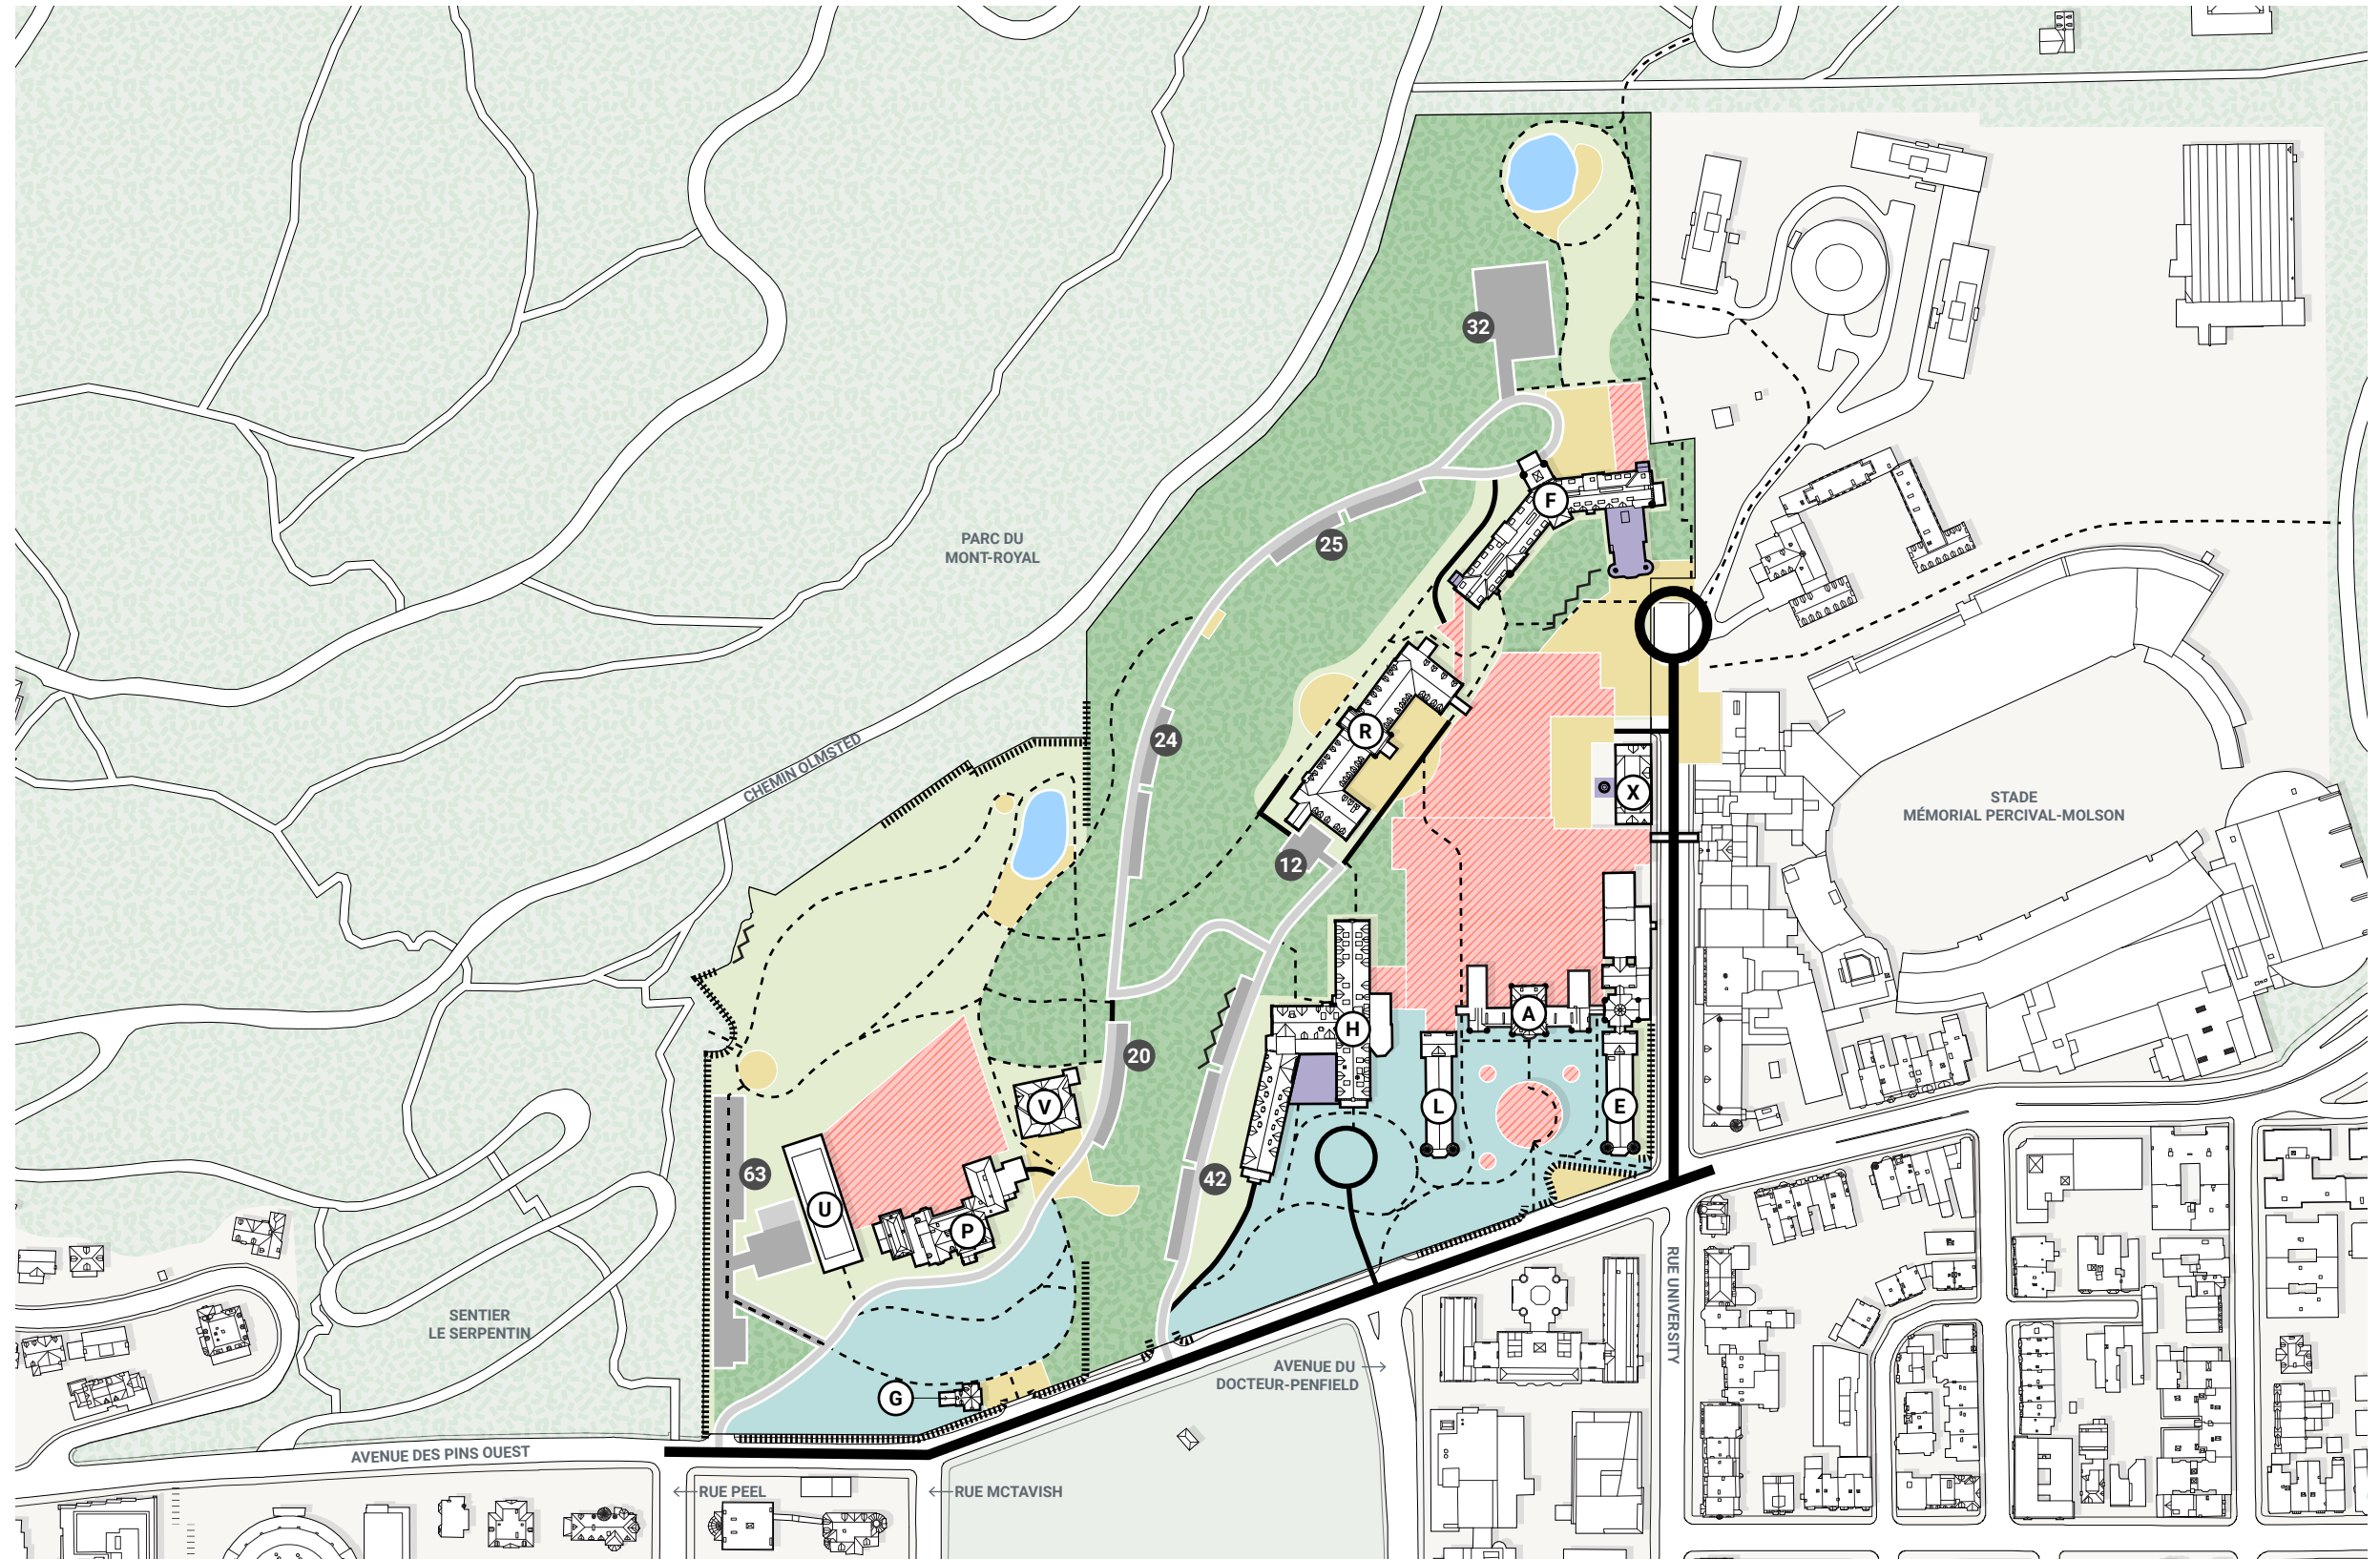 32
F
25
PARC DU
MONT-ROYAL
R
24
CHEMIN OLMSTED
X
STADE
MÉMORIAL PERCIVAL-MOLSON
12
A
H
20
V
L
E
63
42
U
P
SENTIER
LE SERPENTIN
RUE UNIVERSITY
AVENUE DU
DOCTEUR-PENFIELD →
G
AVENUE DES PINS OUEST
← RUE PEEL
← RUE MCTAVISH